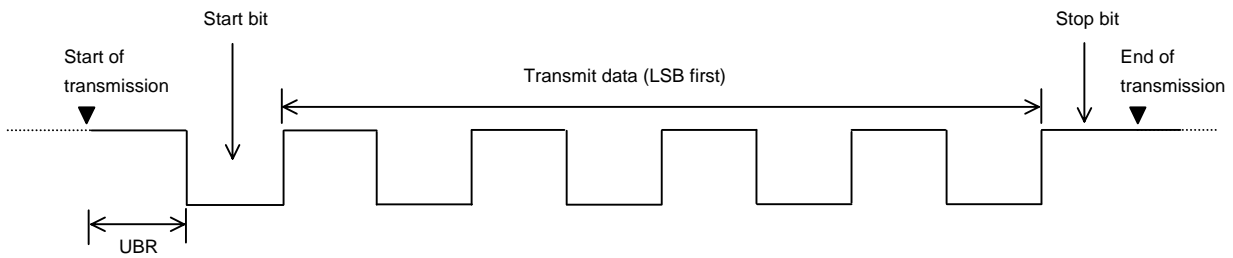 Start bit
Stop bit
Start of
transmission
Transmit data (LSB first)
End of
transmission
UBR